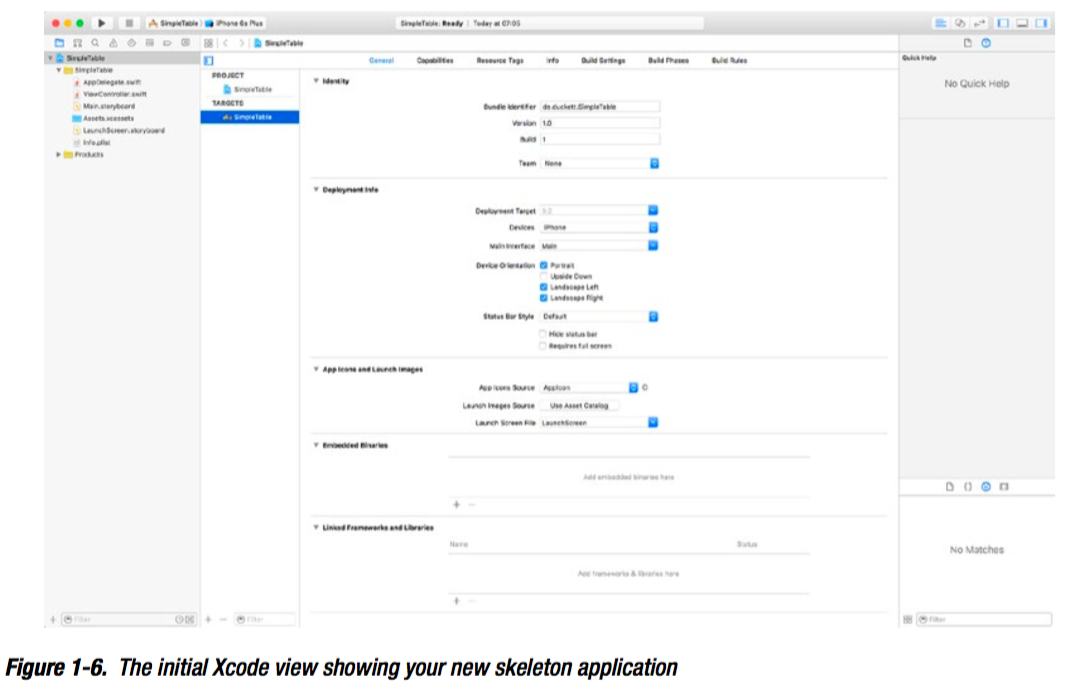 SimpleTable iPhone 6s Plus
SimpleTable: Ready | Today at 07:05
SimpleTable
SimpleTable
SimpleTable
AppDelegate.swift
ViewController.swift
Main.storyboard
Assets.xcassets
LaunchScreen.storyboard
Info.plist
Products
Filter
PROJECT
SimpleTable
TARGETS
SimpleTable
Filter
General Capabilities Resource Tags Info Build Settings Build Phases Build Rules
Identity
Bundle Identifier de.duckett.SimpleTable
Version 1.0
Build 1
Team None
Deployment Info
Deployment Target 9.2
Devices iPhone
Main Interface Main
Device Orientation Portrait
Upside Down
Landscape Left
Landscape Right
Status Bar Style Default
Hide status bar
Requires full screen
App Icons and Launch Images
App Icons Source AppIcon
Launch Images Source Use Asset Catalog
Launch Screen File LaunchScreen
Embedded Binaries
Add embedded binaries here
+ −
Linked Frameworks and Libraries
Name Status
Add frameworks & libraries here
+ −
Quick Help
No Quick Help
No Matches
Filter
Figure 1-6. The initial Xcode view showing your new skeleton application